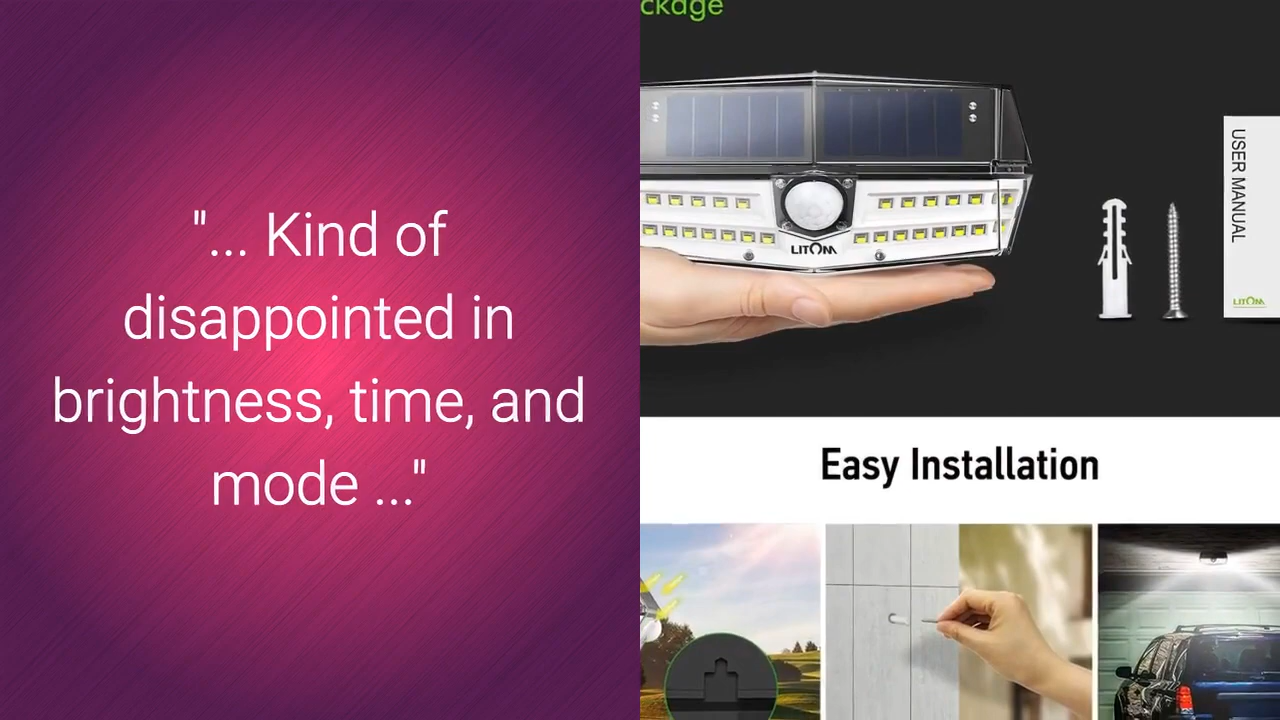 "... Kind of
disappointed in
brightness, time, and
mode ..."
ckage
LITOM
USER MANUAL
LITOM
Easy Installation